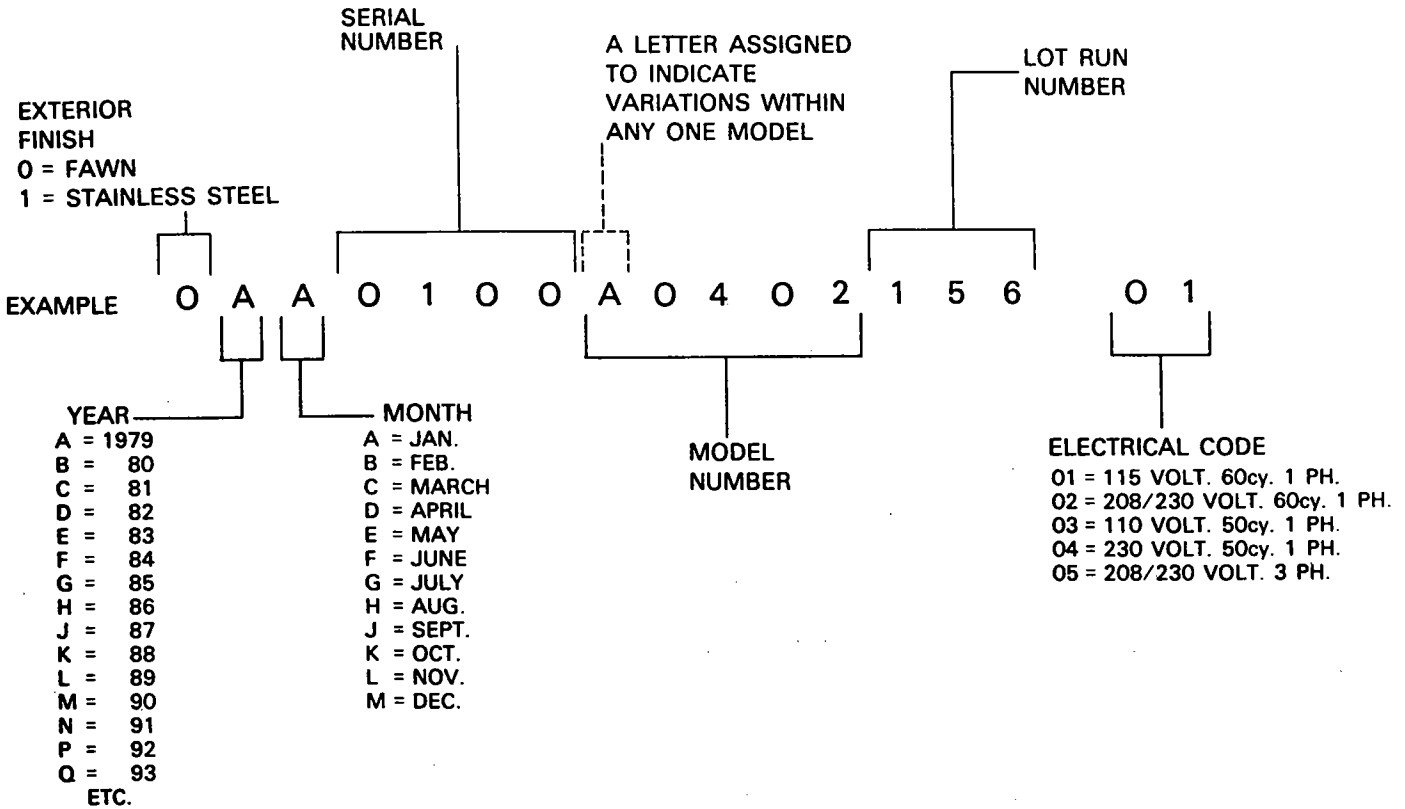 SERIAL
NUMBER
A LETTER ASSIGNED
TO INDICATE
VARIATIONS WITHIN
ANY ONE MODEL
LOT RUN
NUMBER
EXTERIOR
FINISH
0 = FAWN
1 = STAINLESS STEEL
EXAMPLE 0 A A 0 1 0 0 A 0 4 0 2 1 5 6 0 1
YEAR
A = 1979
B = 80
C = 81
D = 82
E = 83
F = 84
G = 85
H = 86
J = 87
K = 88
L = 89
M = 90
N = 91
P = 92
Q = 93
ETC.
MONTH
A = JAN.
B = FEB.
C = MARCH
D = APRIL
E = MAY
F = JUNE
G = JULY
H = AUG.
J = SEPT.
K = OCT.
L = NOV.
M = DEC.
MODEL
NUMBER
ELECTRICAL CODE
01 = 115 VOLT. 60cy. 1 PH.
02 = 208/230 VOLT. 60cy. 1 PH.
03 = 110 VOLT. 50cy. 1 PH.
04 = 230 VOLT. 50cy. 1 PH.
05 = 208/230 VOLT. 3 PH.